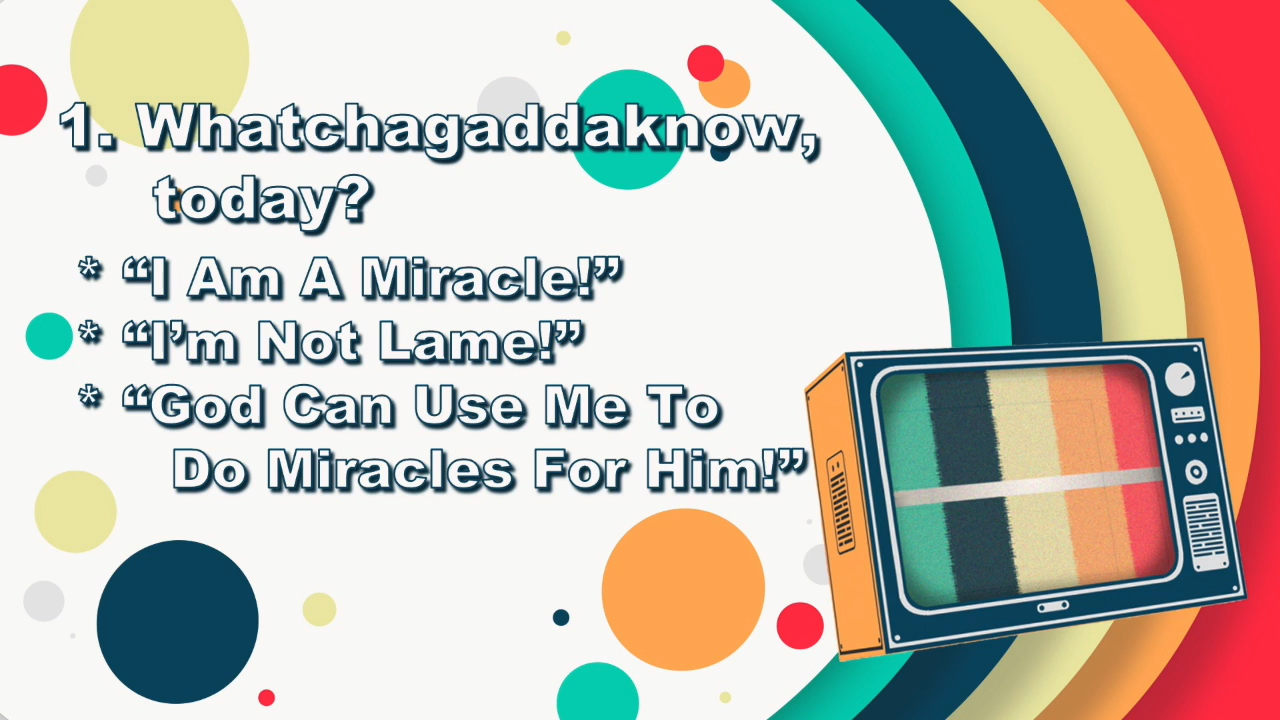 1. Whatchagaddaknow,
today?
* “I Am A Miracle!”
* “I’m Not Lame!”
* “God Can Use Me To
Do Miracles For Him!”